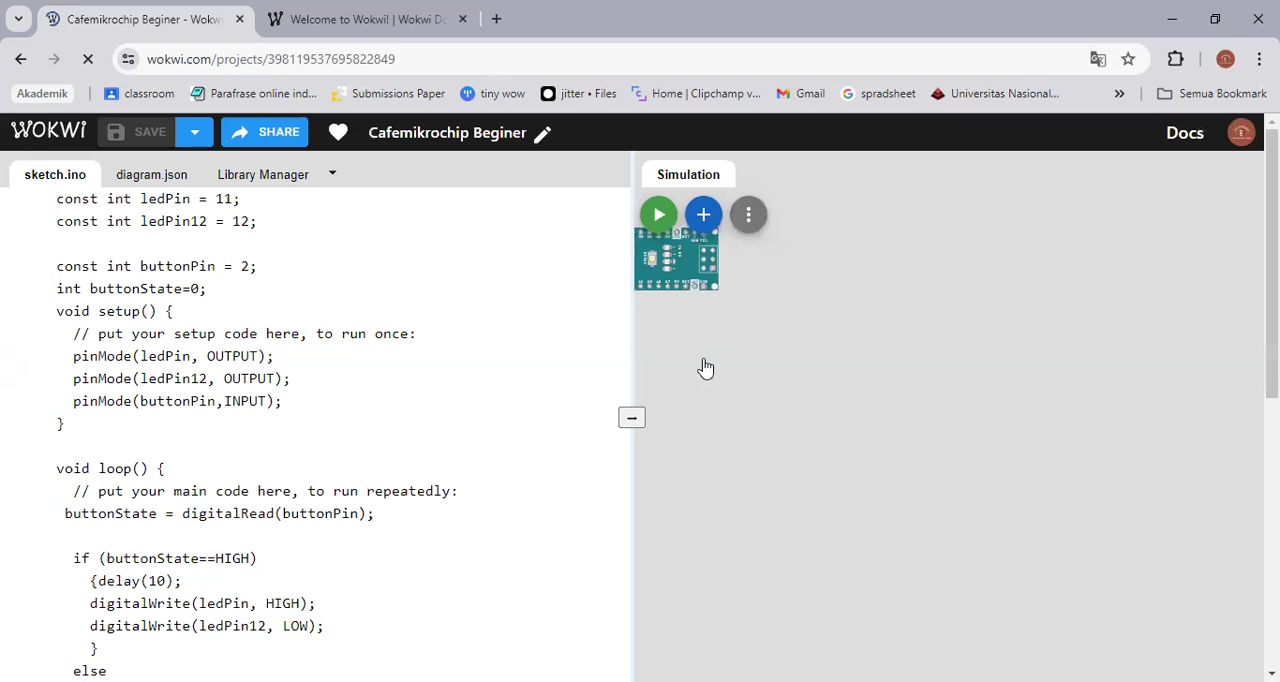 Cafemikrochip Beginer - Wokwi
Welcome to Wokwi! | Wokwi Do
wokwi.com/projects/398119537695822849
Akademik
classroom
Parafrase online ind...
Submissions Paper
tiny wow
jitter • Files
Home | Clipchamp v...
Gmail
spradsheet
Universitas Nasional...
»
Semua Bookmark
WOKWI
SAVE
SHARE
Cafemikrochip Beginer
Docs
sketch.ino
diagram.json
Library Manager
Simulation
const int ledPin = 11;
const int ledPin12 = 12;
const int buttonPin = 2;
int buttonState=0;
void setup() {
// put your setup code here, to run once:
pinMode(ledPin, OUTPUT);
pinMode(ledPin12, OUTPUT);
pinMode(buttonPin,INPUT);
}
void loop() {
// put your main code here, to run repeatedly:
buttonState = digitalRead(buttonPin);
if (buttonState==HIGH)
{delay(10);
digitalWrite(ledPin, HIGH);
digitalWrite(ledPin12, LOW);
}
else